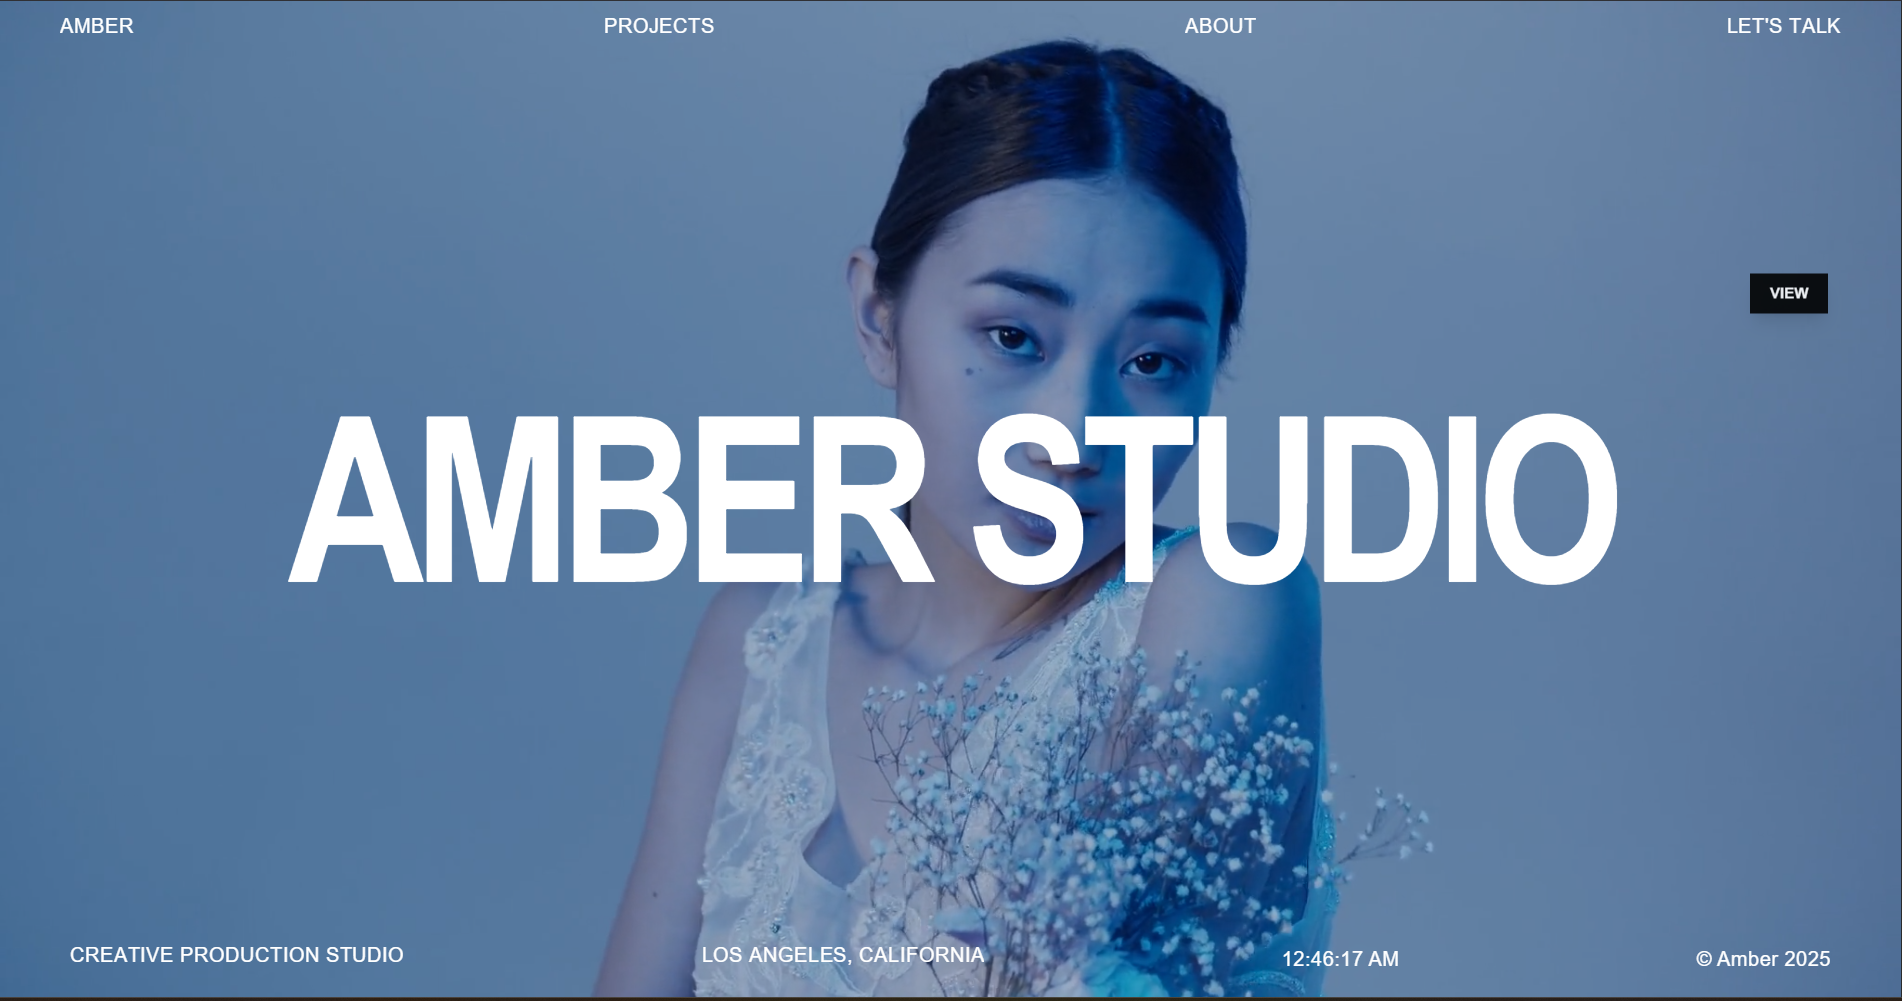 AMBER PROJECTS ABOUT LET'S TALK
VIEW
AMBER STUDIO
CREATIVE PRODUCTION STUDIO LOS ANGELES, CALIFORNIA 12:46:17 AM © Amber 2025